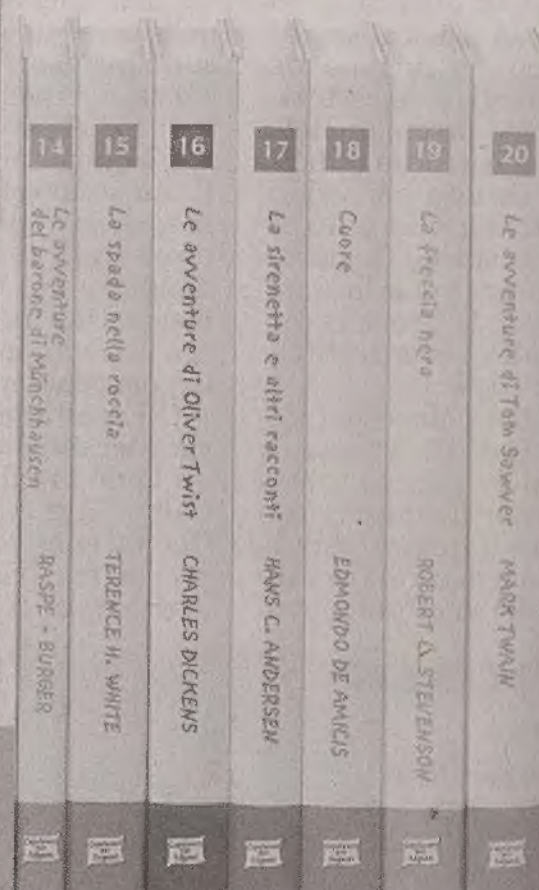 14
Le avventure
del barone di Münchhausen
RASPE - BURGER
15
La spada nella roccia
TERENCE H. WHITE
16
Le avventure di Oliver Twist
CHARLES DICKENS
17
La sirenetta e altri racconti
HANS C. ANDERSEN
18
Cuore
EDMONDO DE AMICIS
19
La freccia nera
ROBERT L. STEVENSON
20
Le avventure di Tom Sawyer
MARK TWAIN